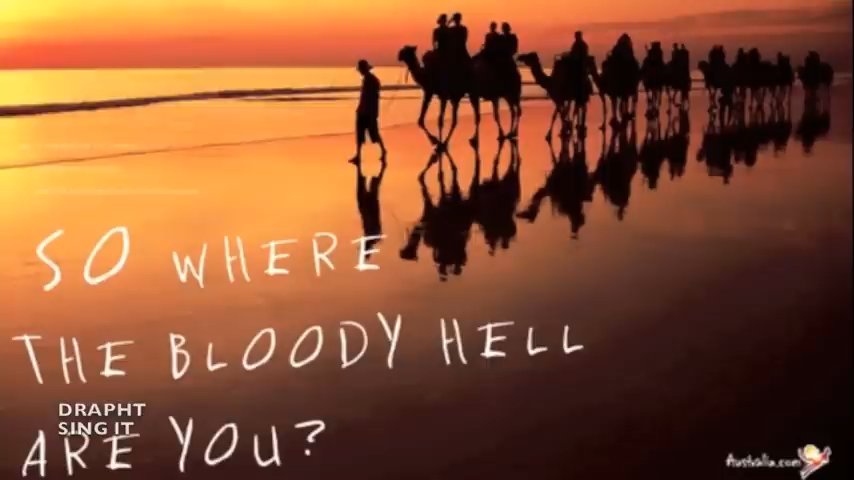 SO WHERE
THE BLOODY HELL
DRAPHT
SING IT
ARE YOU?
Australia.com